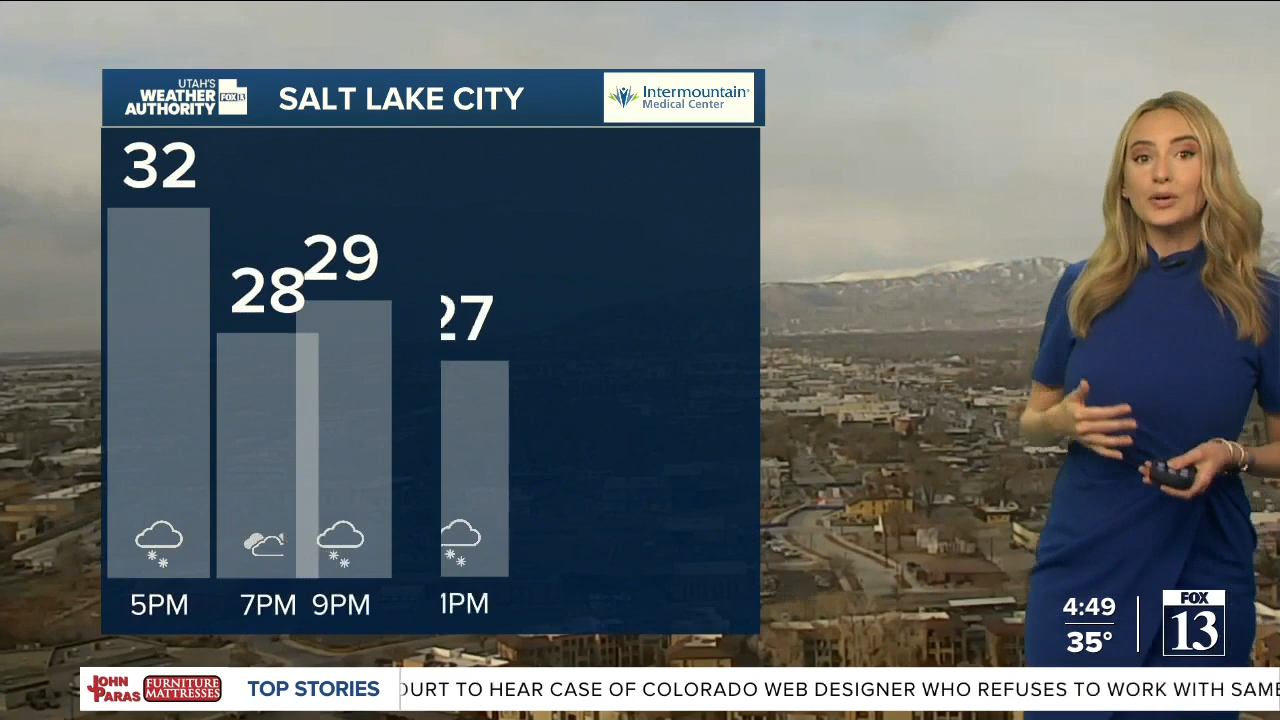 UTAH'S
WEATHER
AUTHORITY
FOX 13
SALT LAKE CITY
Intermountain®
Medical Center
32
28
29
27
5PM
7PM
9PM
1PM
4:49
35°
FOX
13
JOHN
PARAS
FURNITURE
MATTRESSES
TOP STORIES
OURT TO HEAR CASE OF COLORADO WEB DESIGNER WHO REFUSES TO WORK WITH SAME